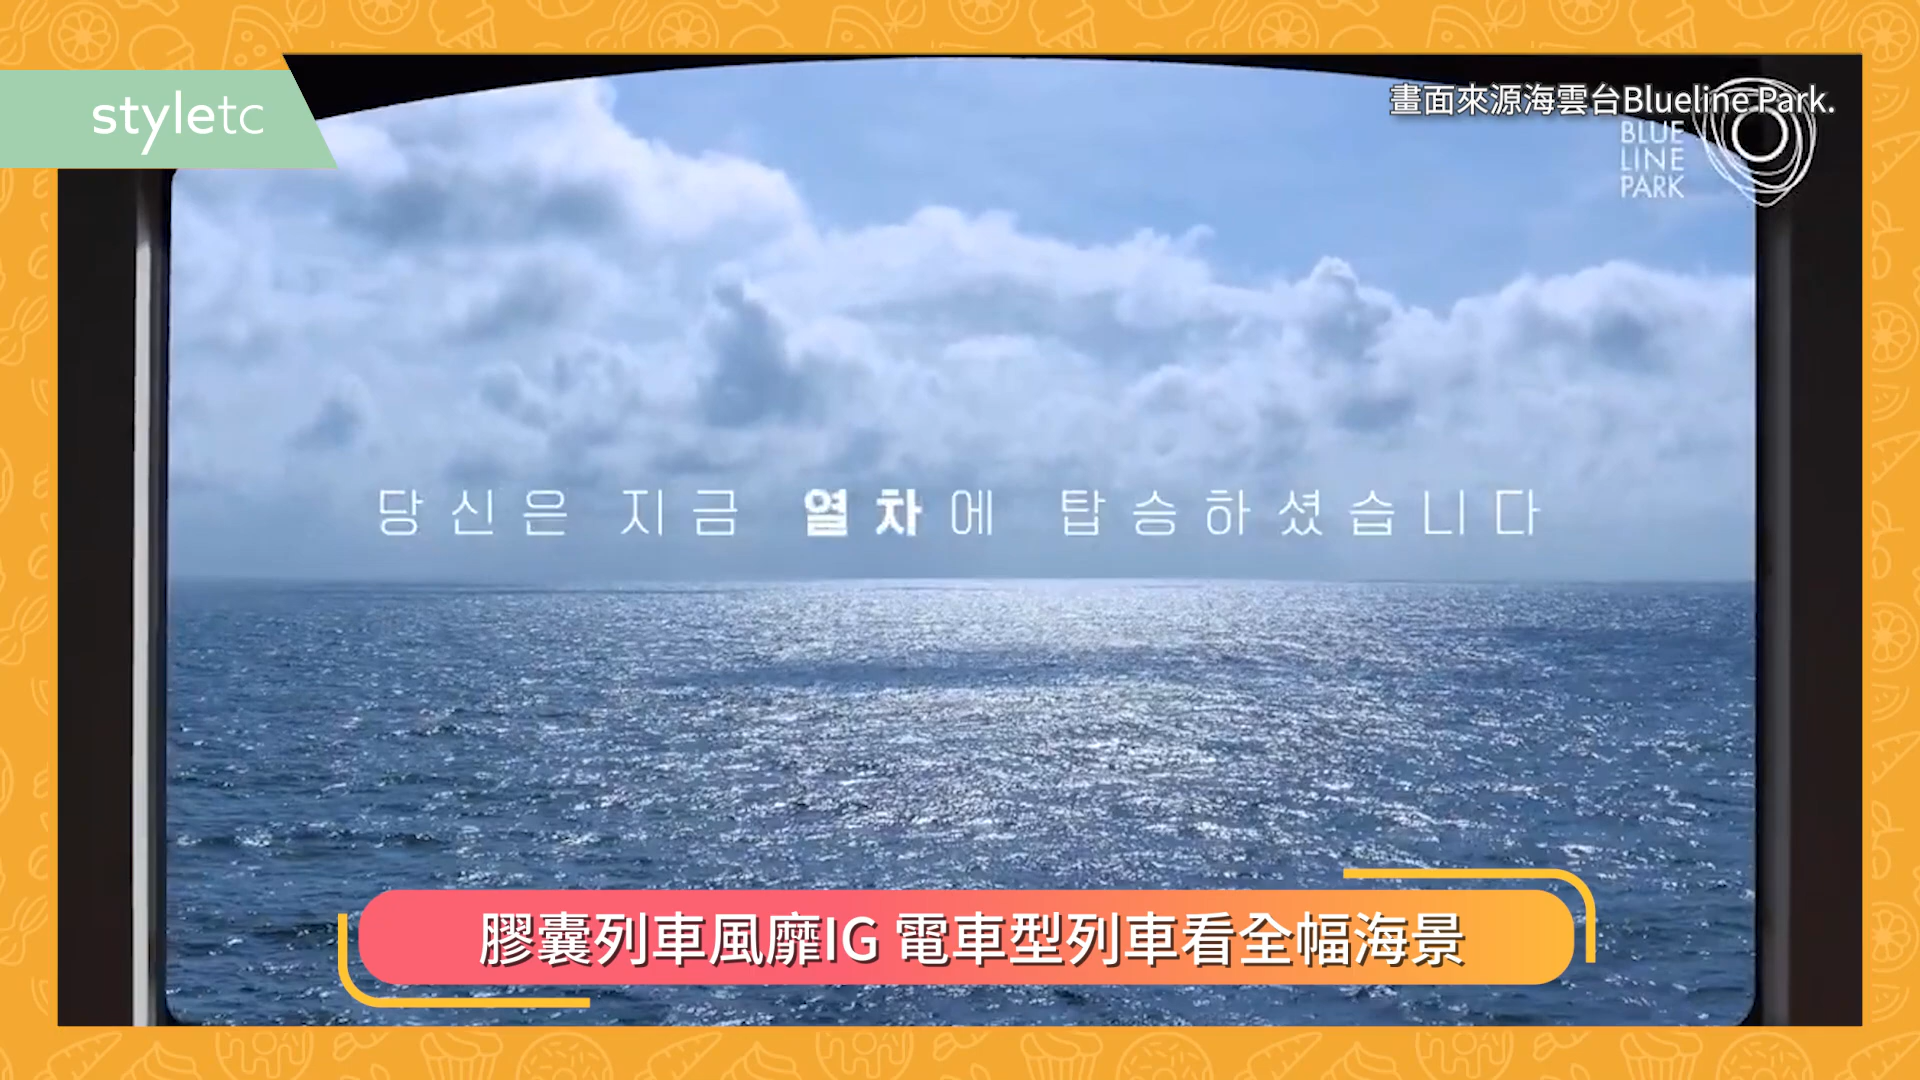 styletc
畫面來源海雲台Blueline Park.
BLUE
LINE
PARK
당신은 지금 열차에 탑승하셨습니다
膠囊列車風靡IG 電車型列車看全幅海景